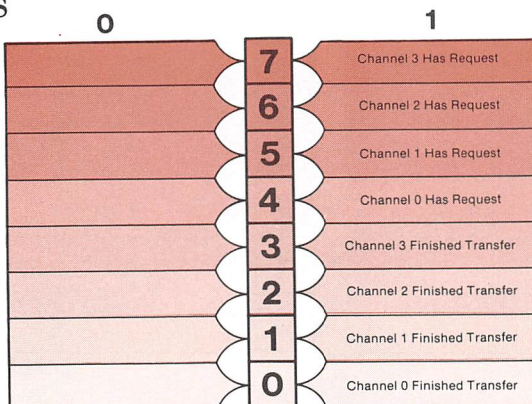 S
0 1
7 Channel 3 Has Request
6 Channel 2 Has Request
5 Channel 1 Has Request
4 Channel 0 Has Request
3 Channel 3 Finished Transfer
2 Channel 2 Finished Transfer
1 Channel 1 Finished Transfer
0 Channel 0 Finished Transfer